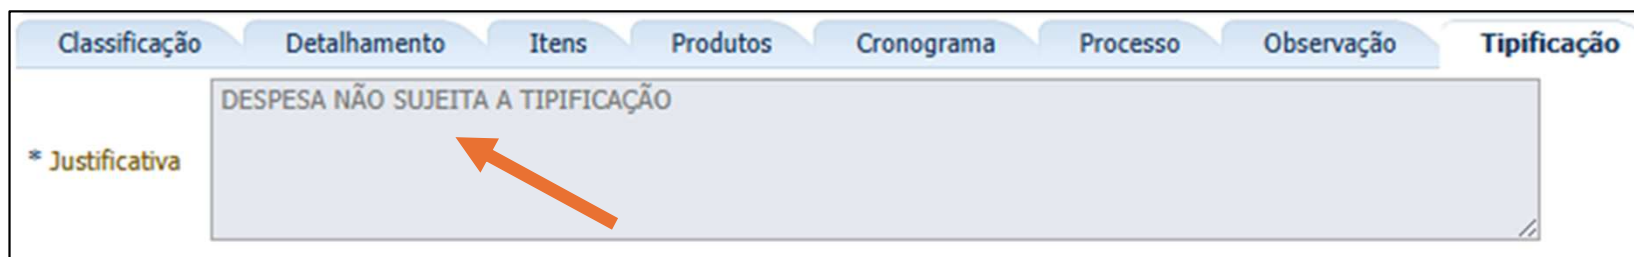 Classificação Detalhamento Itens Produtos Cronograma Processo Observação Tipificação
DESPESA NÃO SUJEITA A TIPIFICAÇÃO
* Justificativa